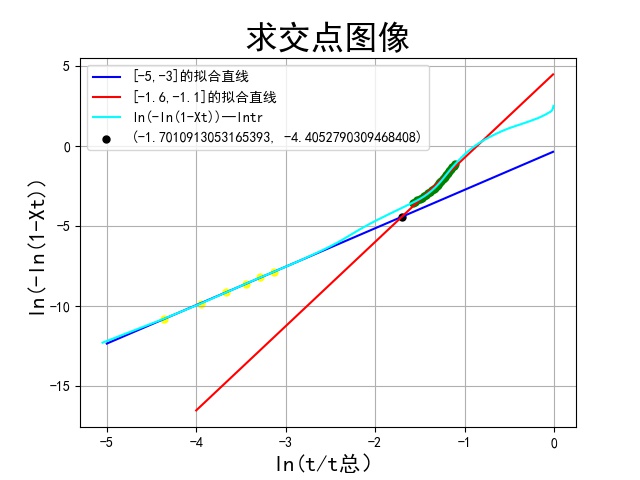 求交点图像
[-5,-3]的拟合直线
[-1.6,-1.1]的拟合直线
ln(-ln(1-Xt))—lntr
(-1.7010913053165393, -4.4052790309468408)
ln(-ln(1-Xt))
5
0
−5
−10
−15
−5
−4
−3
−2
−1
0
ln(t/t总)